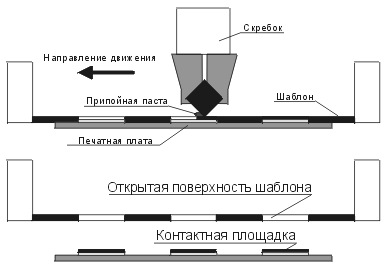 Скребок
Направление движения
Припойная паста
Шаблон
Печатная плата
Открытая поверхность шаблона
Контактная площадка